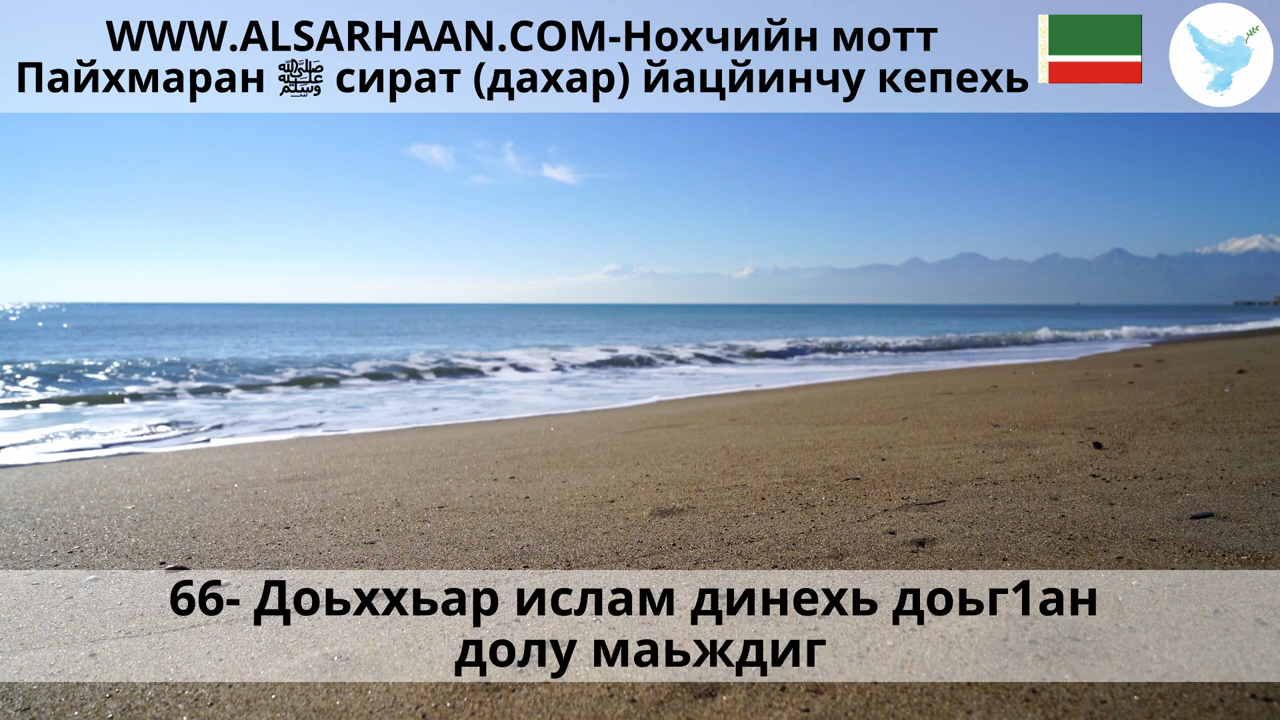 WWW.ALSARHAAN.COM-Нохчийн мотт
Пайхмаран ﷺ сират (дахар) йацйинчу кепехь
66- Доьххьар ислам динехь доьг1ан
долу маьждиг